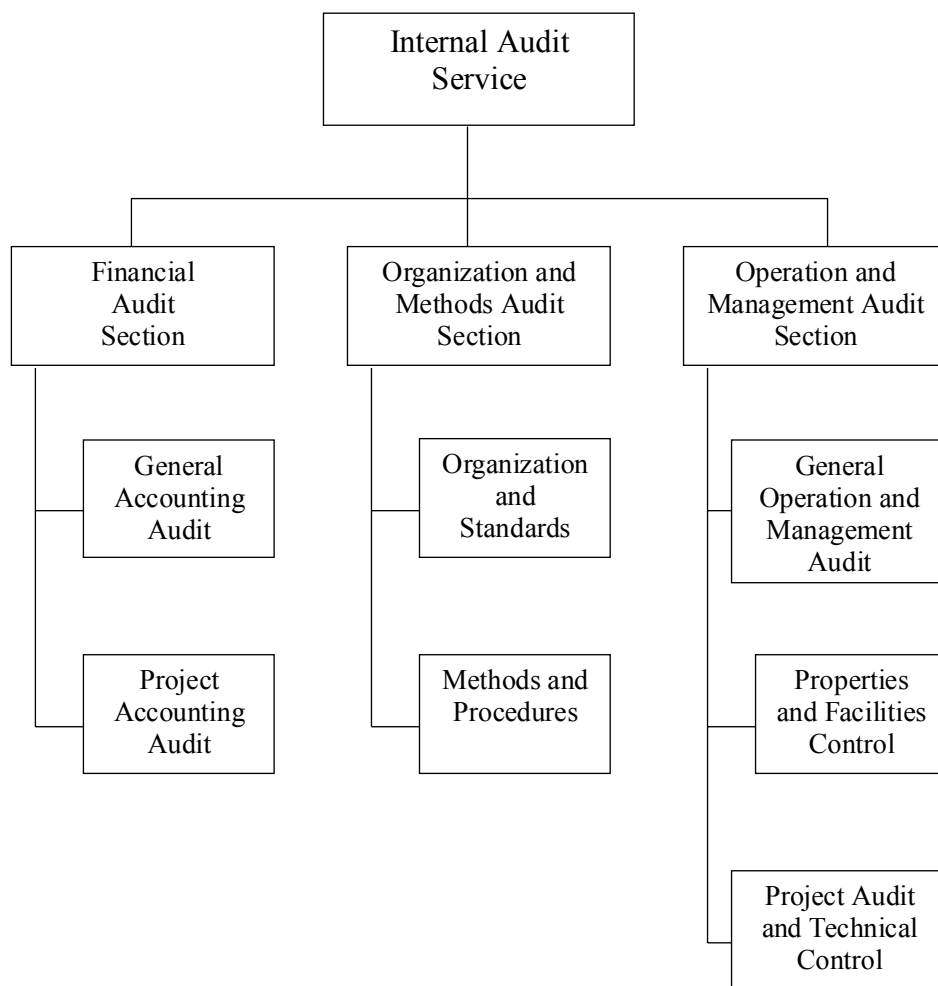 Internal Audit
Service
Financial
Audit
Section
Organization and
Methods Audit
Section
Operation and
Management Audit
Section
General
Accounting
Audit
Organization
and
Standards
General
Operation and
Management
Audit
Project
Accounting
Audit
Methods and
Procedures
Properties
and Facilities
Control
Project Audit
and Technical
Control